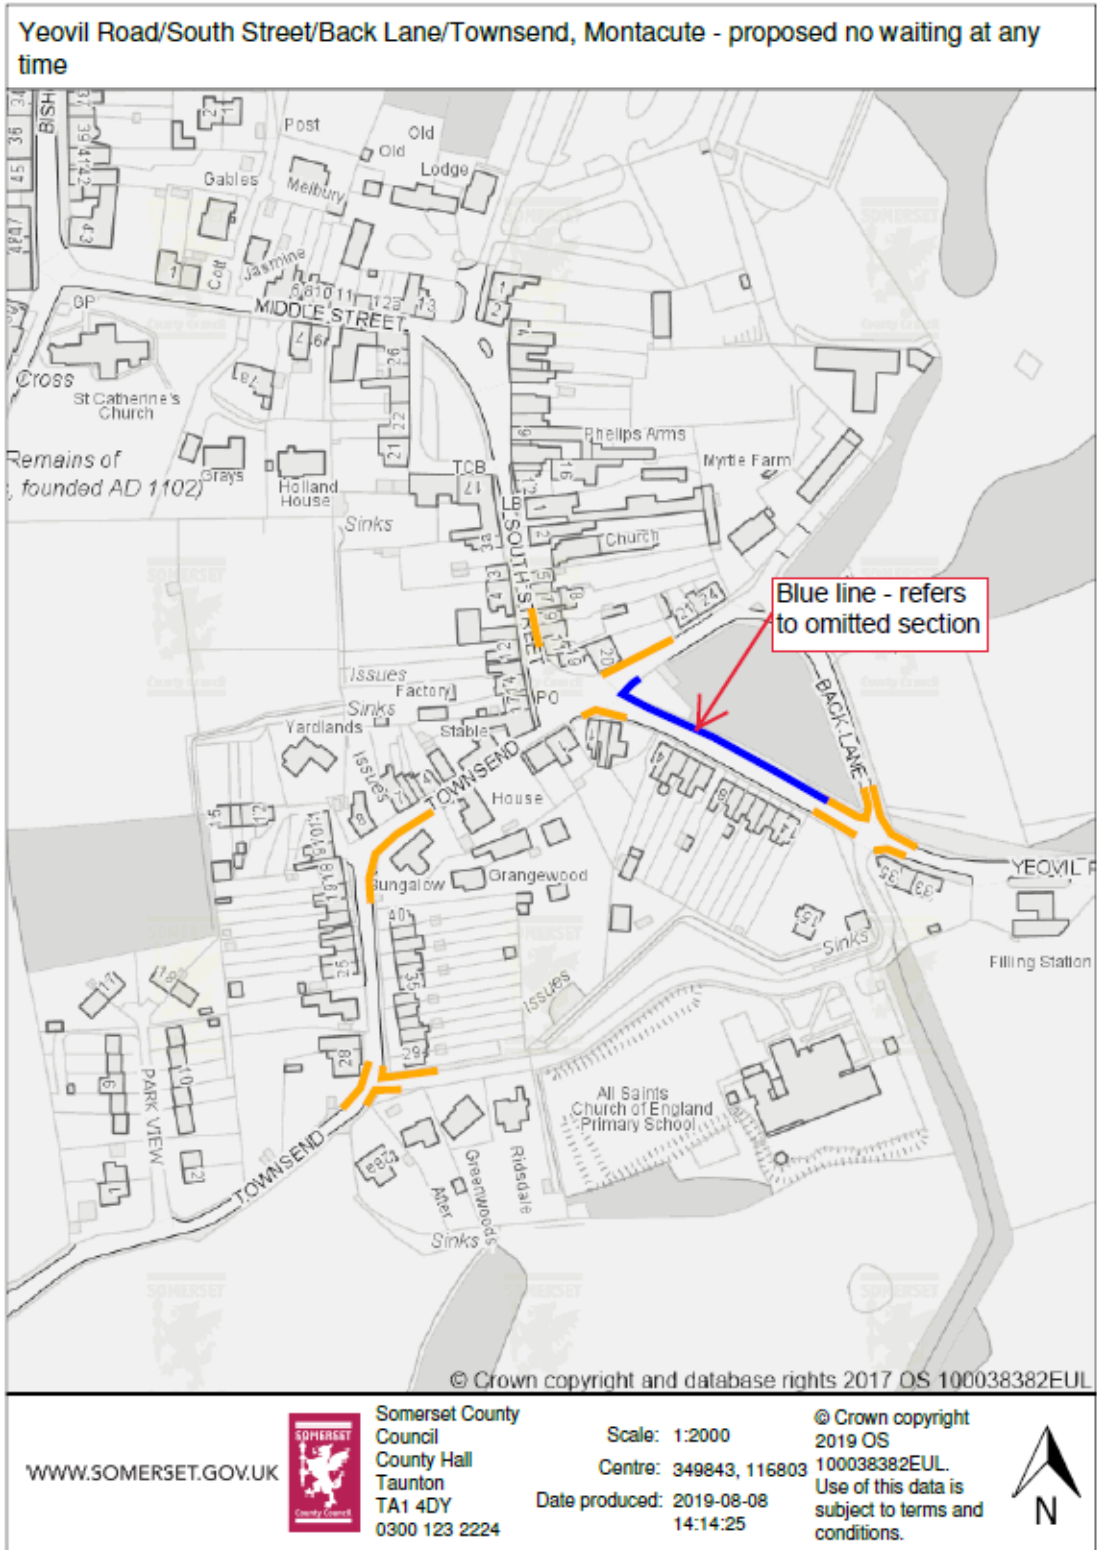 Yeovil Road/South Street/Back Lane/Townsend, Montacute - proposed no waiting at any
time
Post
Old
Old
Lodge
Gables
Melbury
Jasmine
Cott
MIDDLE STREET
GP
Cross
St Catherine's
Church
Remains of
, founded AD 1102)
Grays
Holland
House
Sinks
TCB
LB
SOUTH STREET
Phelips Arms
Myrtle Farm
Church
Blue line - refers
to omitted section
BACK LANE
Issues
Sinks
Factory
PO
Yardlands
Stable
Issues
TOWNSEND
House
Bungalow
Grangewood
YEOVIL R
Filling Station
Sinks
Issues
All Saints
Church of England
Primary School
PARK VIEW
TOWNSEND
After
Greenwoods
Ridsdale
Sinks
© Crown copyright and database rights 2017 OS 100038382EUL
WWW.SOMERSET.GOV.UK
SOMERSET
County Council
Somerset County
Council
County Hall
Taunton
TA1 4DY
0300 123 2224
Scale: 1:2000
Centre: 349843, 116803
Date produced: 2019-08-08
14:14:25
© Crown copyright
2019 OS
100038382EUL.
Use of this data is
subject to terms and
conditions.
N